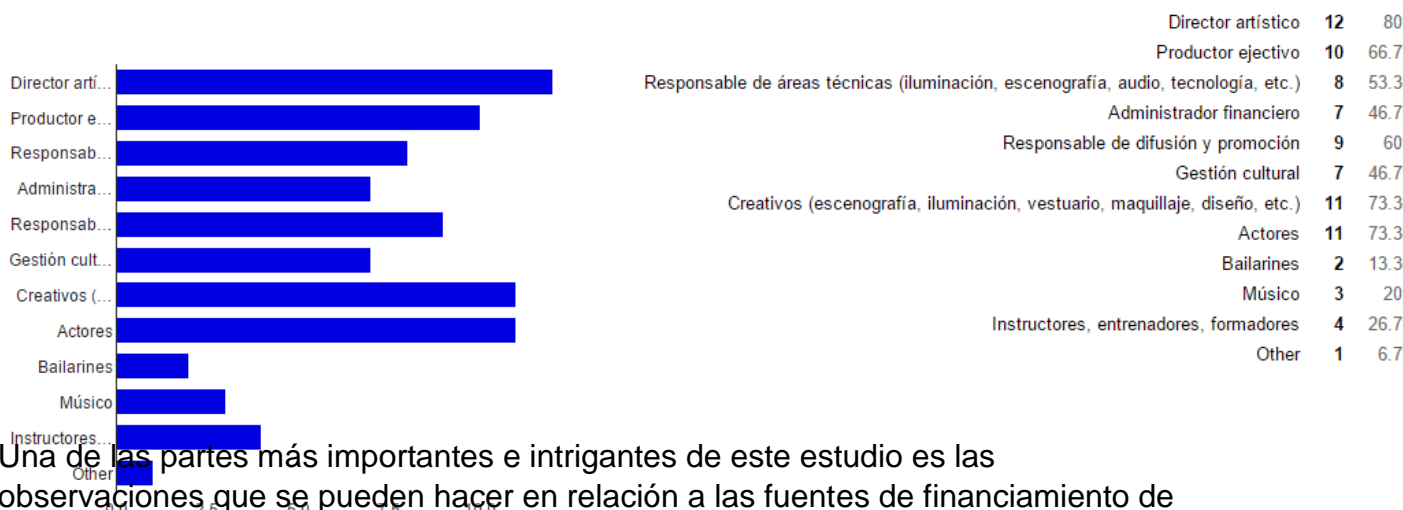 Director artí...
Productor e...
Responsab...
Administra...
Responsab...
Gestión cult...
Creativos (...
Actores
Bailarines
Músico
Instructores...
Other
Director artístico 12 80
Productor ejecutivo 10 66.7
Responsable de áreas técnicas (iluminación, escenografía, audio, tecnología, etc.) 8 53.3
Administrador financiero 7 46.7
Responsable de difusión y promoción 9 60
Gestión cultural 7 46.7
Creativos (escenografía, iluminación, vestuario, maquillaje, diseño, etc.) 11 73.3
Actores 11 73.3
Bailarines 2 13.3
Músico 3 20
Instructores, entrenadores, formadores 4 26.7
Other 1 6.7
Una de las partes más importantes e intrigantes de este estudio es las
observaciones que se pueden hacer en relación a las fuentes de financiamiento de